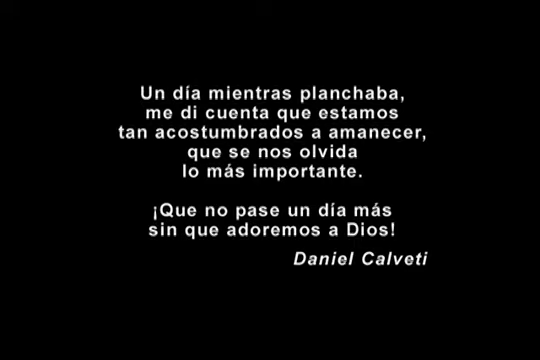 Un día mientras planchaba,
me di cuenta que estamos
tan acostumbrados a amanecer,
que se nos olvida
lo más importante.
¡Que no pase un día más
sin que adoremos a Dios!
Daniel Calveti